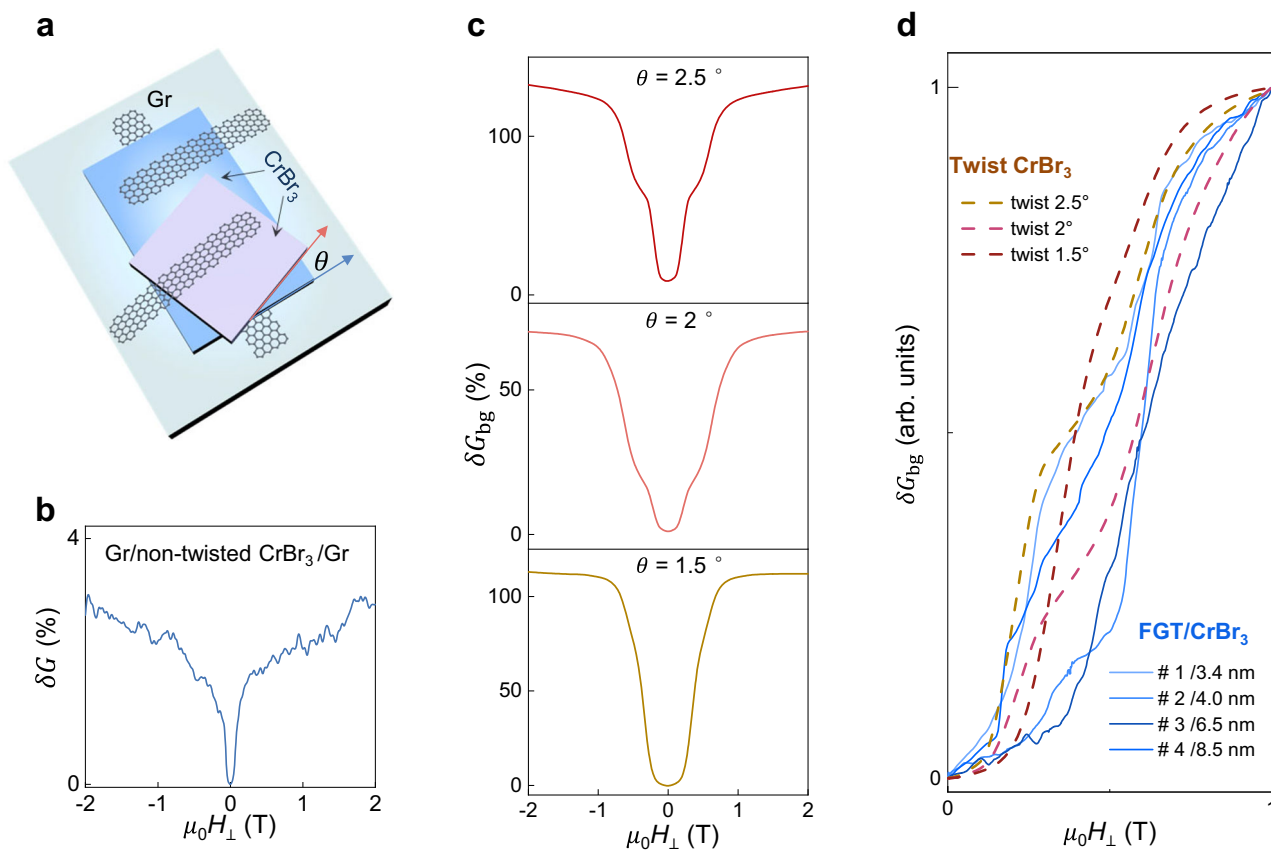 a
Gr
CrBr₃
θ
b
4
Gr/non-twisted CrBr₃/Gr
δG (%)
0
-2 -1 0 1 2
μ₀H⊥ (T)
c
θ = 2.5 °
100
0
θ = 2 °
50
0
θ = 1.5 °
100
50
0
δG_bg (%)
-2 -1 0 1 2
μ₀H⊥ (T)
d
1
Twist CrBr₃
twist 2.5°
twist 2°
twist 1.5°
δG_bg (arb. units)
FGT/CrBr₃
# 1 /3.4 nm
# 2 /4.0 nm
# 3 /6.5 nm
# 4 /8.5 nm
0
0 1
μ₀H⊥ (T)